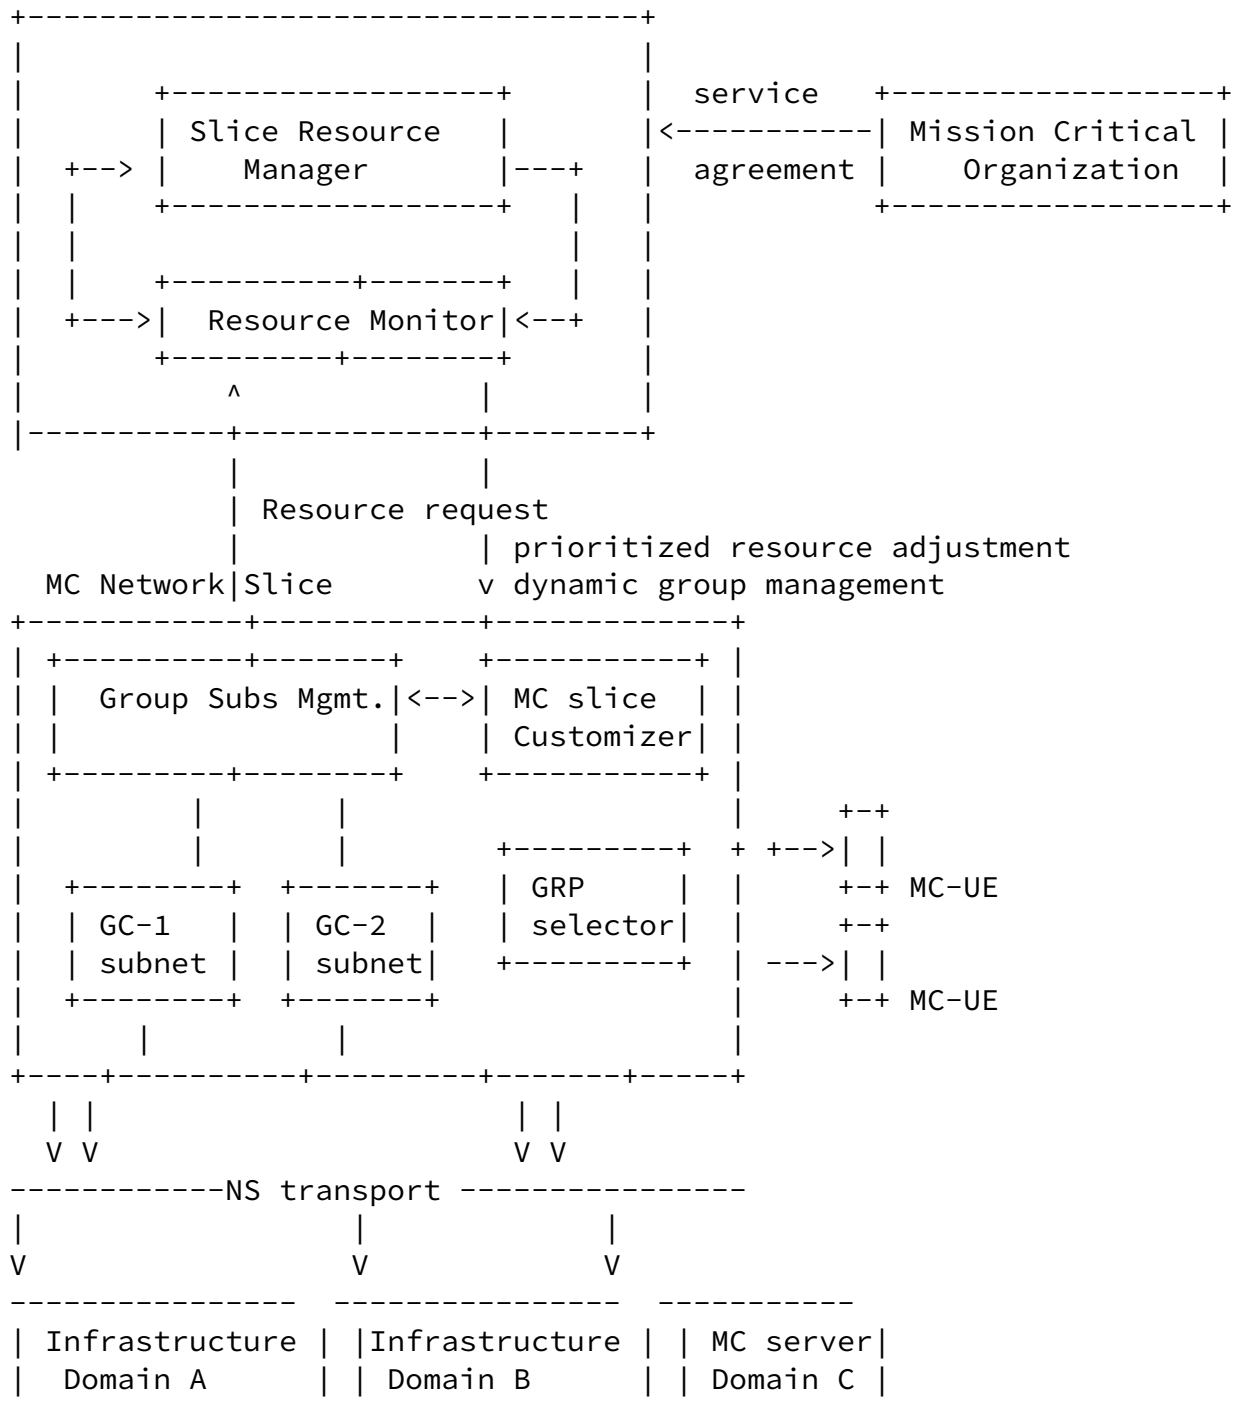 service
Slice Resource Mission Critical
Manager agreement Organization
Resource Monitor
Resource request
prioritized resource adjustment
MC Network Slice dynamic group management
Group Subs Mgmt. MC slice
Customizer
GRP MC-UE
GC-1 GC-2 selector
subnet subnet
MC-UE
NS transport
Infrastructure Infrastructure MC server
Domain A Domain B Domain C